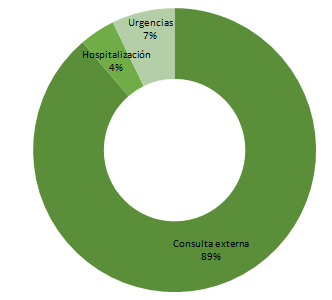 Urgencias
7%
Hospitalización
4%
Consulta externa
89%